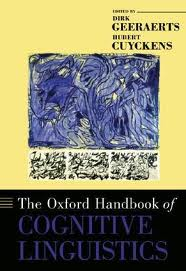 EDITED BY
DIRK
GEERAERTS
HUBERT
CUYCKENS
The Oxford Handbook of
COGNITIVE
LINGUISTICS